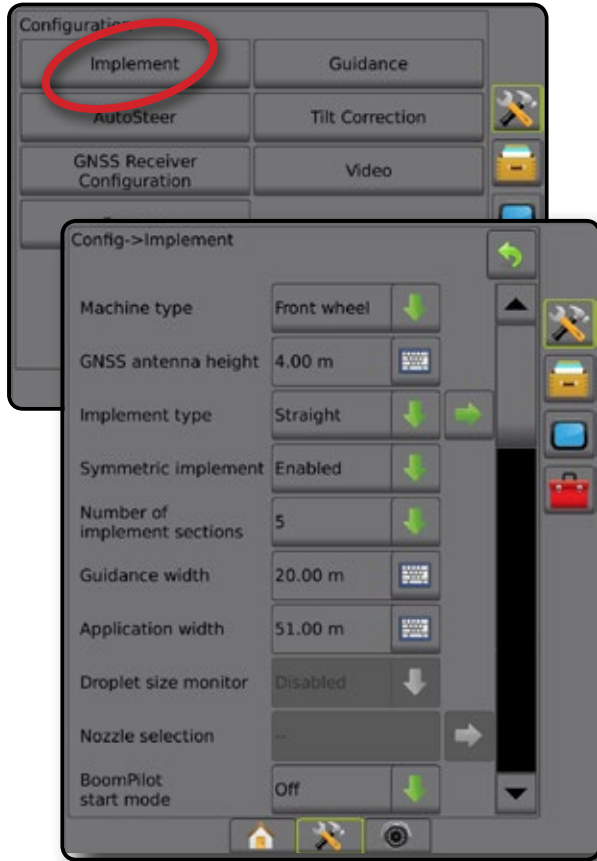 Configuration
Implement
Guidance
AutoSteer
Tilt Correction
GNSS Receiver
Configuration
Video
Config->Implement
Machine type
Front wheel
GNSS antenna height
4.00 m
Implement type
Straight
Symmetric implement
Enabled
Number of
implement sections
5
Guidance width
20.00 m
Application width
51.00 m
Droplet size monitor
Disabled
Nozzle selection
--
BoomPilot
start mode
Off